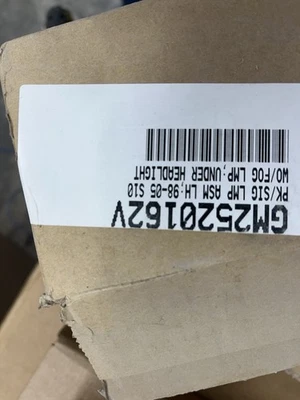 GM2520162V
PK/SIG LMP ASM LH;98-05 S10
WO/FOG LMP;UNDER HEADLIGHT